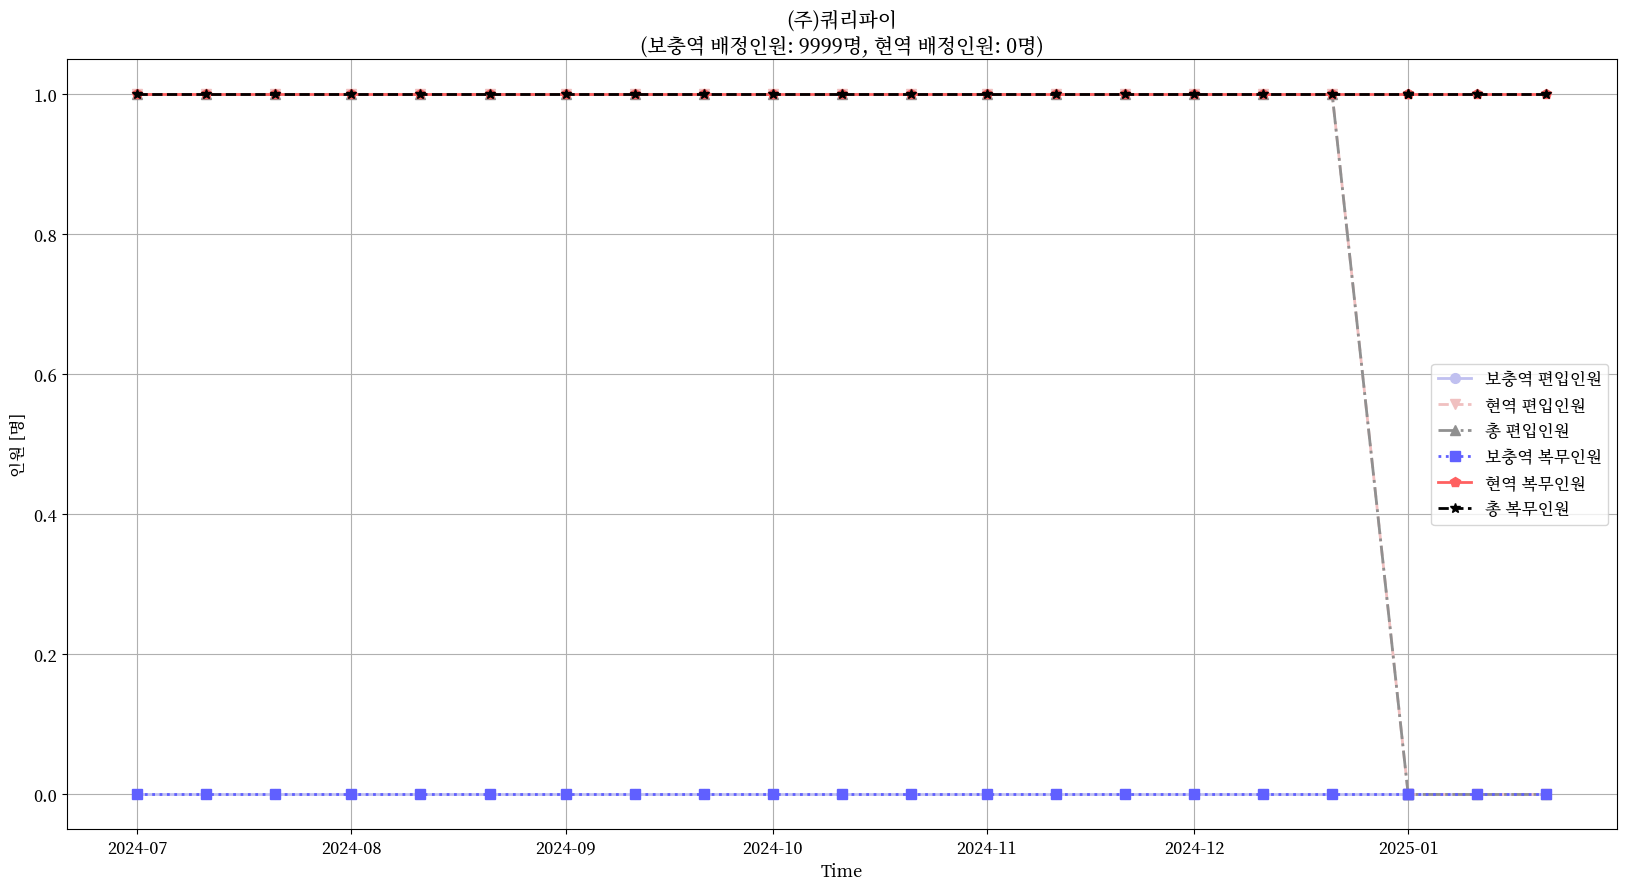 (주)쿼리파이
(보충역 배정인원: 9999명, 현역 배정인원: 0명)
1.0
0.8
0.6
0.4
0.2
0.0
인원 [명]
보충역 편입인원
현역 편입인원
총 편입인원
보충역 복무인원
현역 복무인원
총 복무인원
2024-07
2024-08
2024-09
2024-10
2024-11
2024-12
2025-01
Time